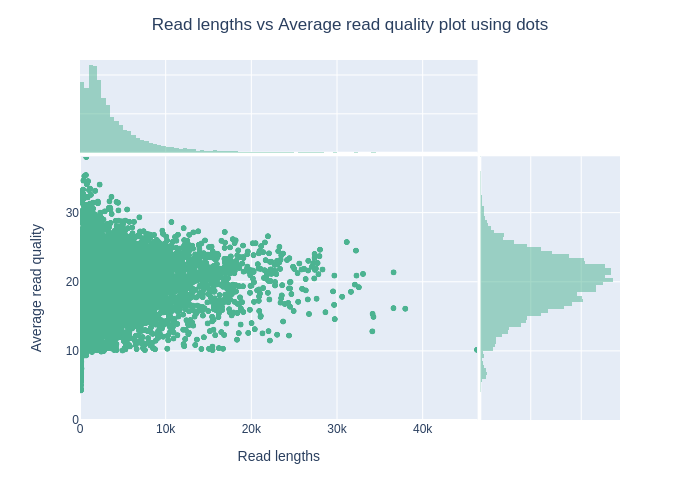 Read lengths vs Average read quality plot using dots
Average read quality
30
20
10
0
0 10k 20k 30k 40k
Read lengths